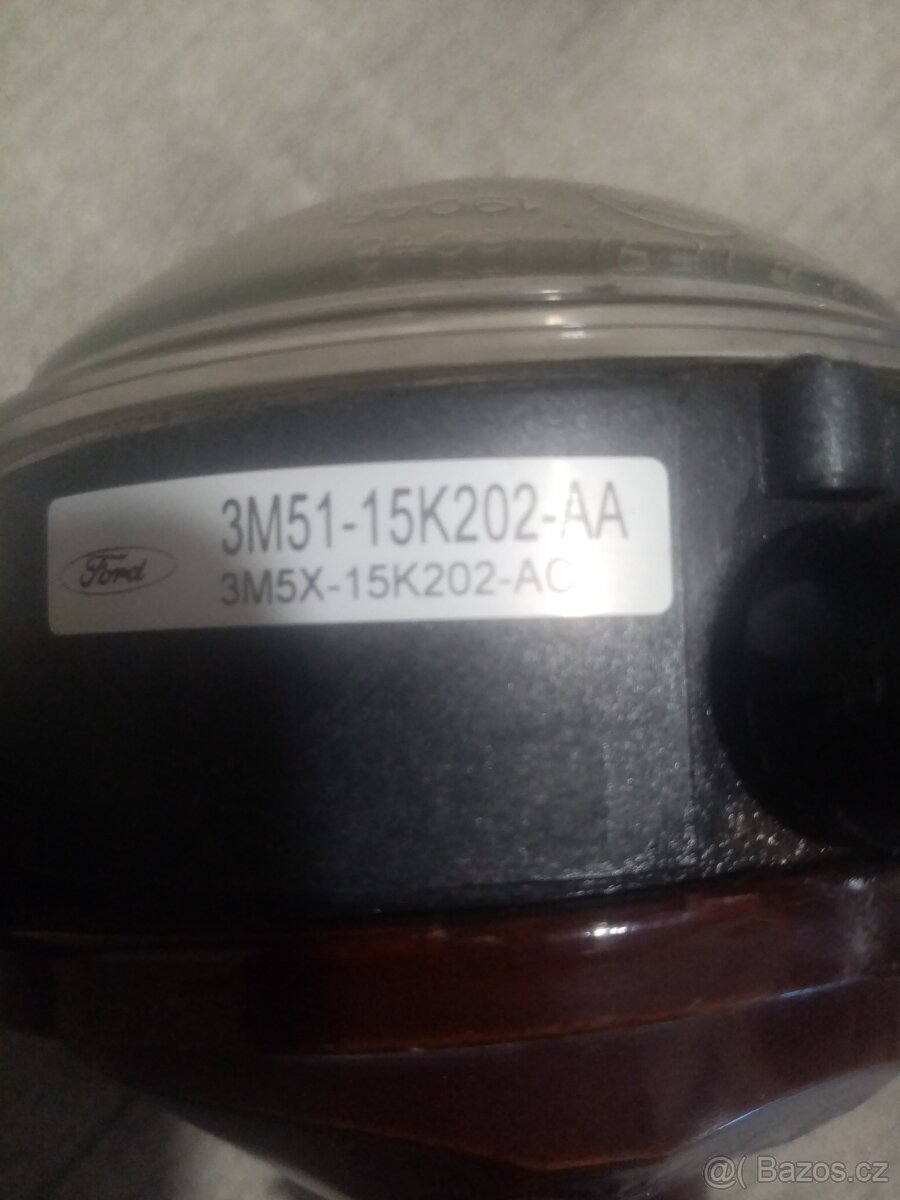 3M51-15K202-AA
Ford
3M5X-15K202-AC
@( Bazos.cz